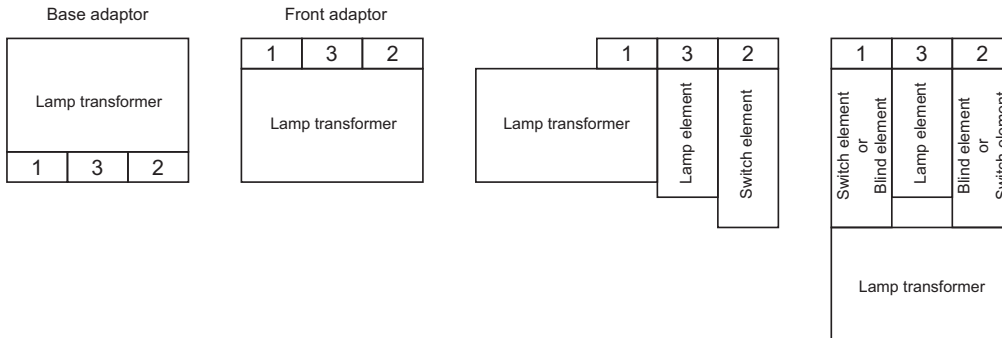 Base adaptor
Lamp transformer
1 3 2
Front adaptor
1 3 2
Lamp transformer
1 3 2
Lamp transformer
Lamp element
Switch element
1 3 2
Switch element
or
Blind element
Lamp element
Blind element
or
Switch element
Lamp transformer